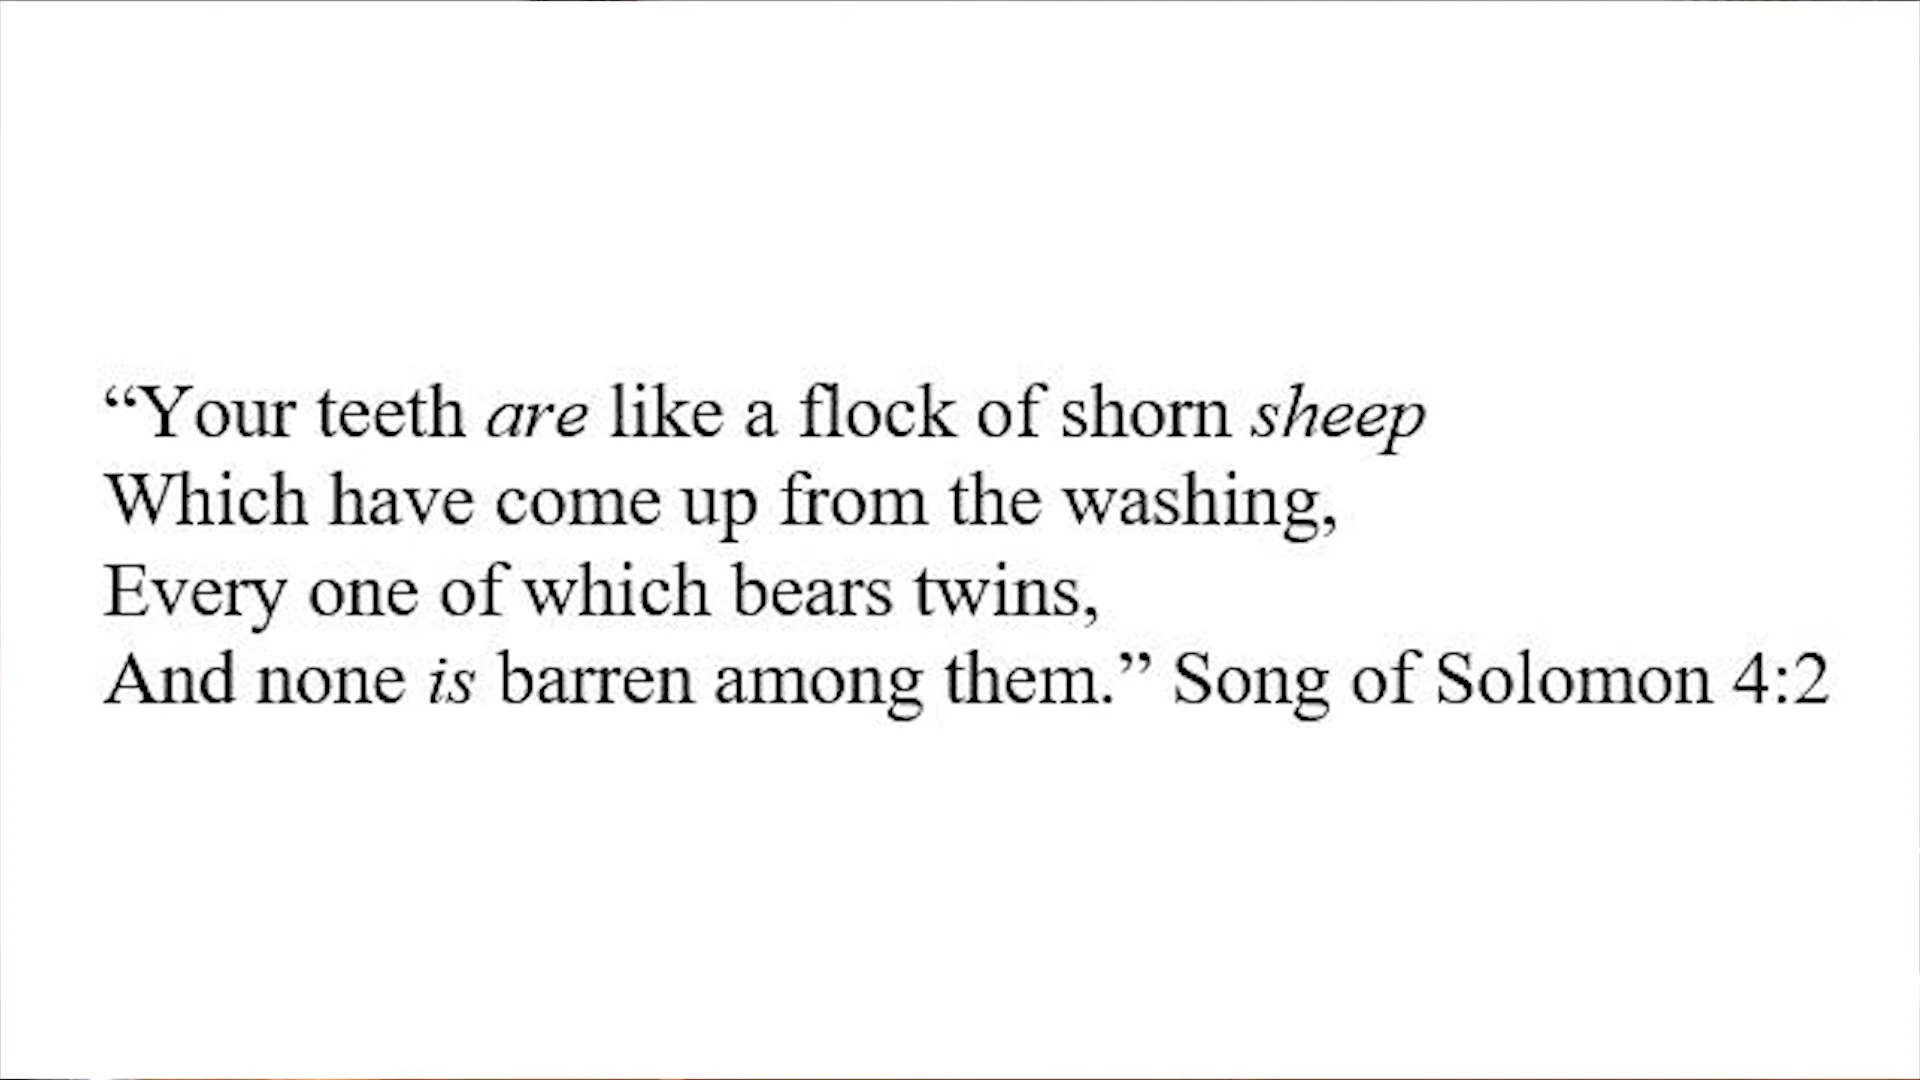 “Your teeth are like a flock of shorn sheep
Which have come up from the washing,
Every one of which bears twins,
And none is barren among them.” Song of Solomon 4:2